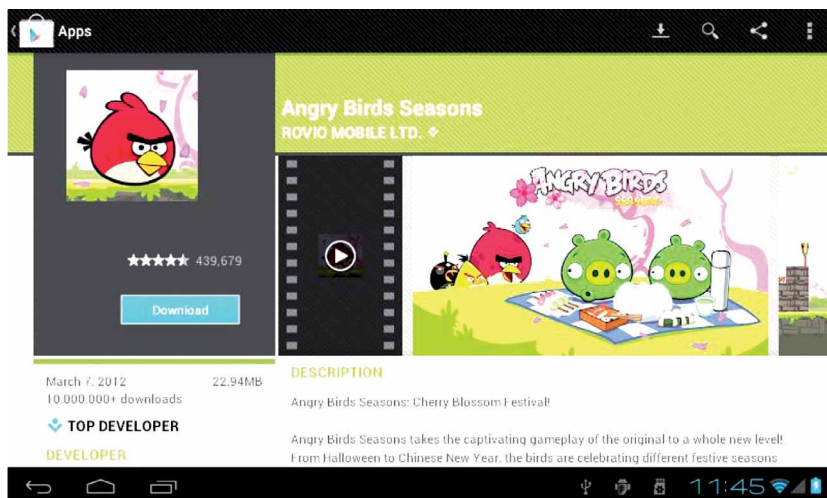 Apps
Angry Birds Seasons
ROVIO MOBILE LTD.
ANGRY BIRDS
SEASONS
439,679
Download
March 7, 2012 22.94MB
10,000,000+ downloads
TOP DEVELOPER
DEVELOPER
DESCRIPTION
Angry Birds Seasons: Cherry Blossom Festival!
Angry Birds Seasons takes the captivating gameplay of the original to a whole new level!
From Halloween to Chinese New Year, the birds are celebrating different festive seasons
11:45